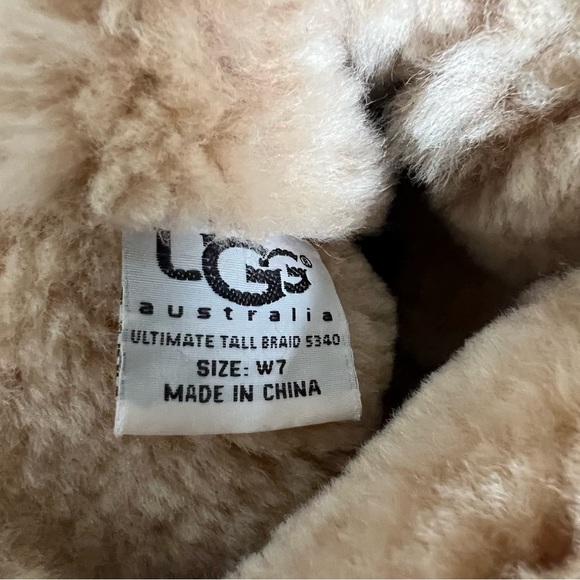 UGG®
australia
ULTIMATE TALL BRAID 5340
SIZE: W7
MADE IN CHINA